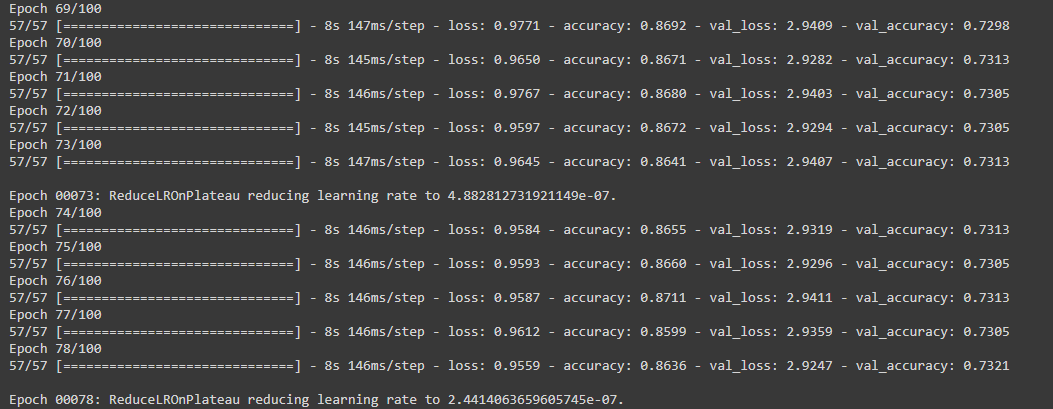 Epoch 69/100
57/57 [==============================] - 8s 147ms/step - loss: 0.9771 - accuracy: 0.8692 - val_loss: 2.9409 - val_accuracy: 0.7298
Epoch 70/100
57/57 [==============================] - 8s 145ms/step - loss: 0.9650 - accuracy: 0.8671 - val_loss: 2.9282 - val_accuracy: 0.7313
Epoch 71/100
57/57 [==============================] - 8s 146ms/step - loss: 0.9767 - accuracy: 0.8680 - val_loss: 2.9403 - val_accuracy: 0.7305
Epoch 72/100
57/57 [==============================] - 8s 145ms/step - loss: 0.9597 - accuracy: 0.8672 - val_loss: 2.9294 - val_accuracy: 0.7305
Epoch 73/100
57/57 [==============================] - 8s 147ms/step - loss: 0.9645 - accuracy: 0.8641 - val_loss: 2.9407 - val_accuracy: 0.7313
Epoch 00073: ReduceLROnPlateau reducing learning rate to 4.882812731921149e-07.
Epoch 74/100
57/57 [==============================] - 8s 146ms/step - loss: 0.9584 - accuracy: 0.8655 - val_loss: 2.9319 - val_accuracy: 0.7313
Epoch 75/100
57/57 [==============================] - 8s 146ms/step - loss: 0.9593 - accuracy: 0.8660 - val_loss: 2.9296 - val_accuracy: 0.7305
Epoch 76/100
57/57 [==============================] - 8s 146ms/step - loss: 0.9587 - accuracy: 0.8711 - val_loss: 2.9411 - val_accuracy: 0.7313
Epoch 77/100
57/57 [==============================] - 8s 146ms/step - loss: 0.9612 - accuracy: 0.8599 - val_loss: 2.9359 - val_accuracy: 0.7305
Epoch 78/100
57/57 [==============================] - 8s 146ms/step - loss: 0.9559 - accuracy: 0.8636 - val_loss: 2.9247 - val_accuracy: 0.7321
Epoch 00078: ReduceLROnPlateau reducing learning rate to 2.4414063659605745e-07.